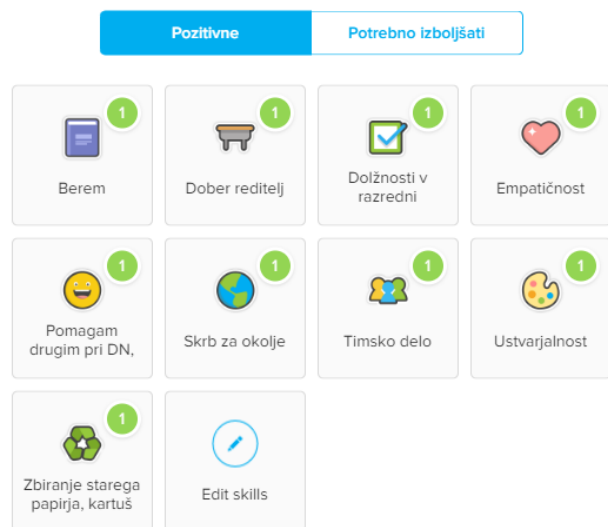 Pozitivne
Potrebno izboljšati
1
Berem
1
Dober reditelj
1
Dolžnosti v
razredni
1
Empatičnost
1
Pomagam
drugim pri DN,
1
Skrb za okolje
1
Timsko delo
1
Ustvarjalnost
1
Zbiranje starega
papirja, kartuš
Edit skills